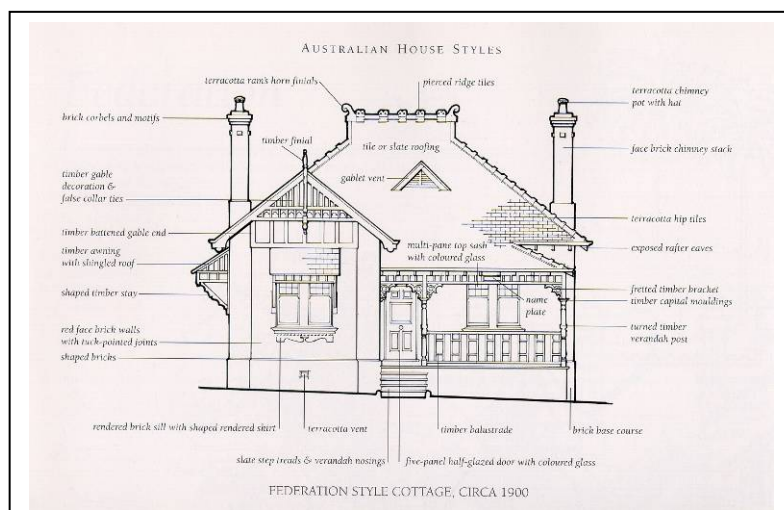 AUSTRALIAN HOUSE STYLES
terracotta ram's horn finials
pierced ridge tiles
terracotta chimney
pot with hat
brick corbels and motifs
timber finial
tile or slate roofing
face brick chimney stack
gablet vent
timber gable
decoration &
false collar ties
terracotta hip tiles
timber battened gable end
multi-pane top sash
with coloured glass
exposed rafter eaves
timber awning
with shingled roof
fretted timber bracket
shaped timber stay
name
plate
timber capital mouldings
turned timber
verandah post
red face brick walls
with tuck-pointed joints
shaped bricks
rendered brick sill with shaped rendered skirt
terracotta vent
timber balustrade
brick base course
slate step treads & verandah nosings
five-panel half-glazed door with coloured glass
FEDERATION STYLE COTTAGE, CIRCA 1900